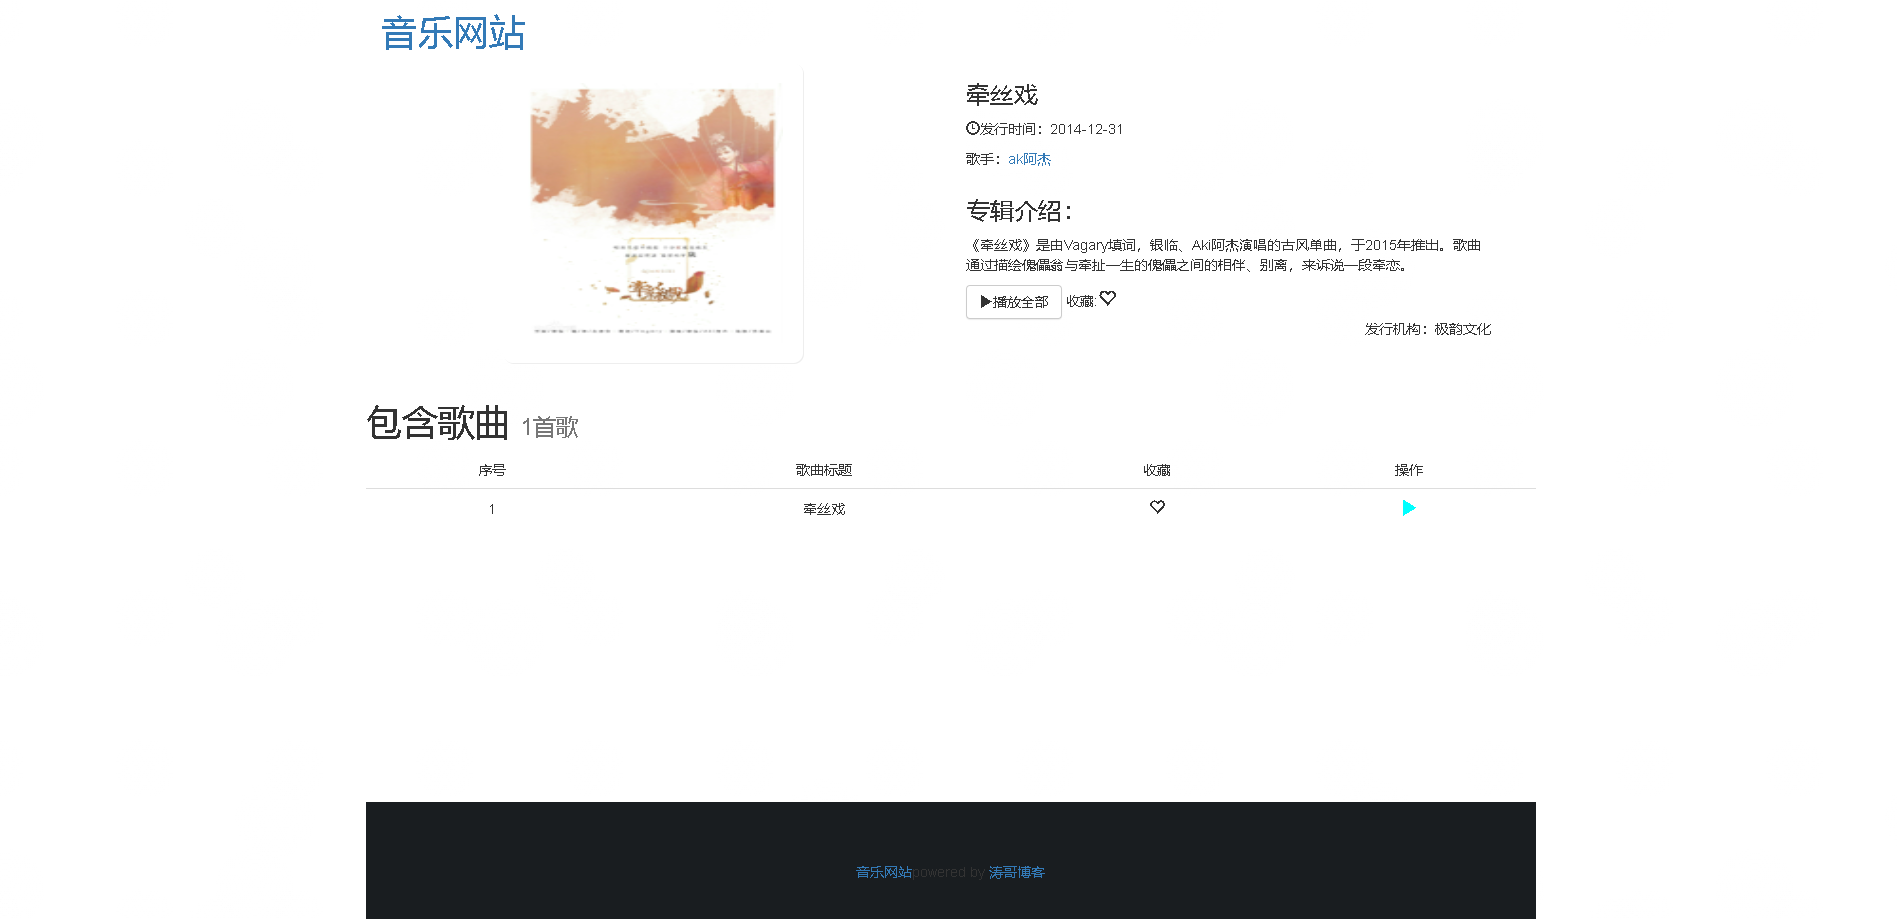 音乐网站
牵丝戏
发行时间：2014-12-31
歌手：ak阿杰
专辑介绍：
《牵丝戏》是由Vagary填词，银临、Aki阿杰演唱的古风单曲，于2015年推出。歌曲
通过描绘傀儡翁与牵扯一生的傀儡之间的相伴、别离，来诉说一段牵恋。
播放全部 收藏:
发行机构：极韵文化
包含歌曲 1首歌
序号 歌曲标题 收藏 操作
1 牵丝戏
音乐网站powered by 涛哥博客